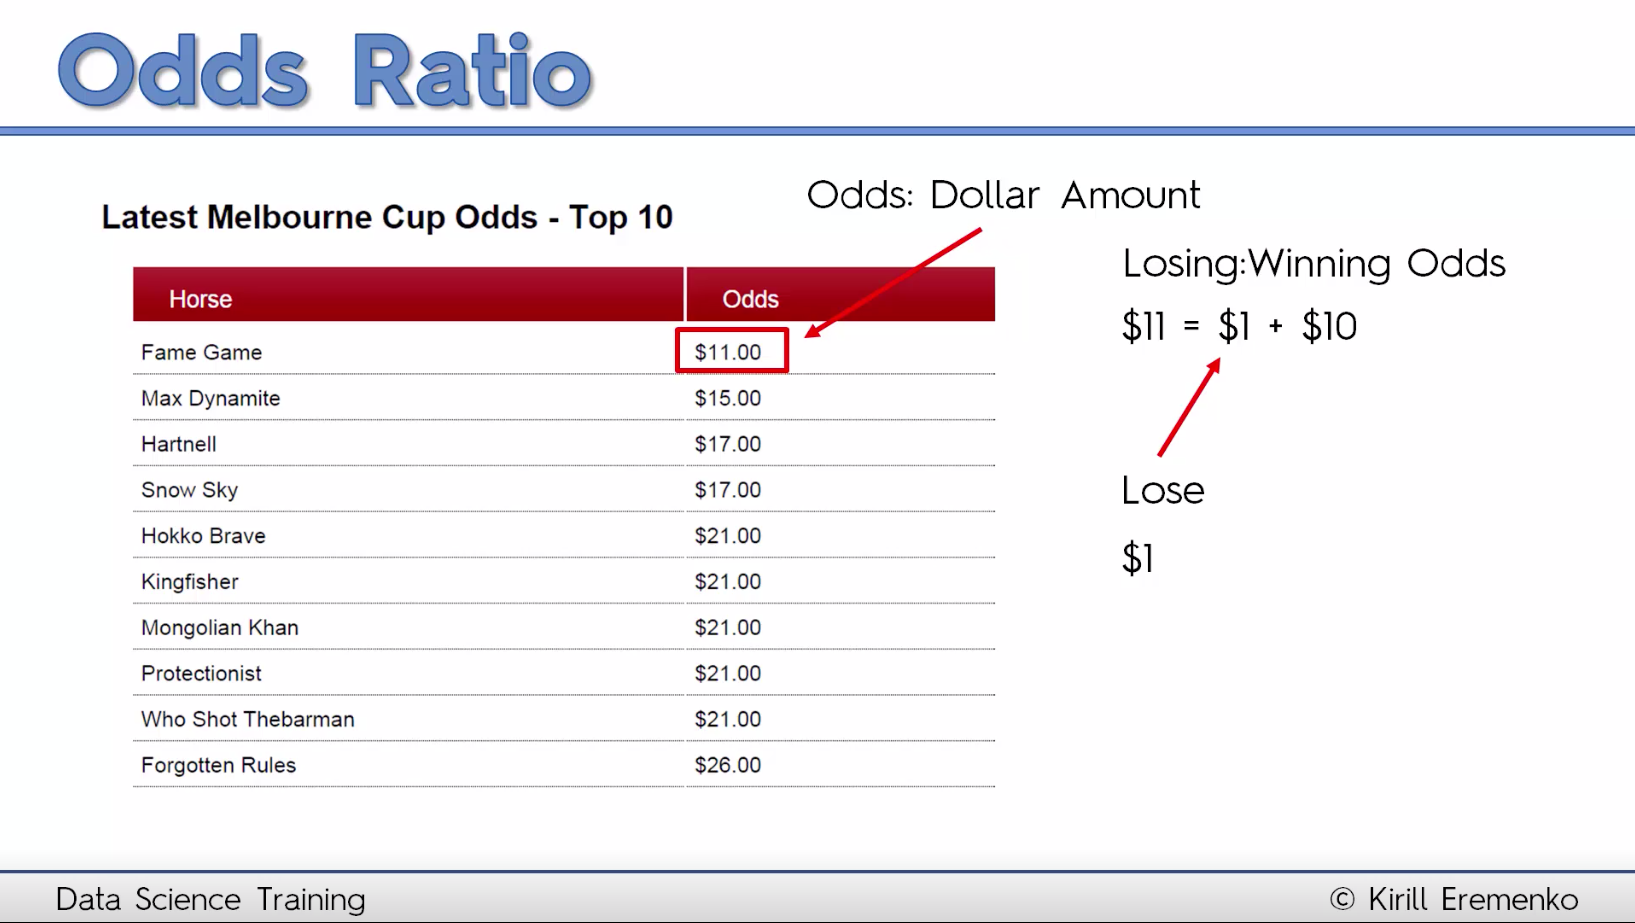 Odds Ratio
Latest Melbourne Cup Odds - Top 10
Horse Odds
Fame Game $11.00
Max Dynamite $15.00
Hartnell $17.00
Snow Sky $17.00
Hokko Brave $21.00
Kingfisher $21.00
Mongolian Khan $21.00
Protectionist $21.00
Who Shot Thebarman $21.00
Forgotten Rules $26.00
Odds: Dollar Amount
Losing:Winning Odds
$11 = $1 + $10
Lose
$1
Data Science Training
© Kirill Eremenko